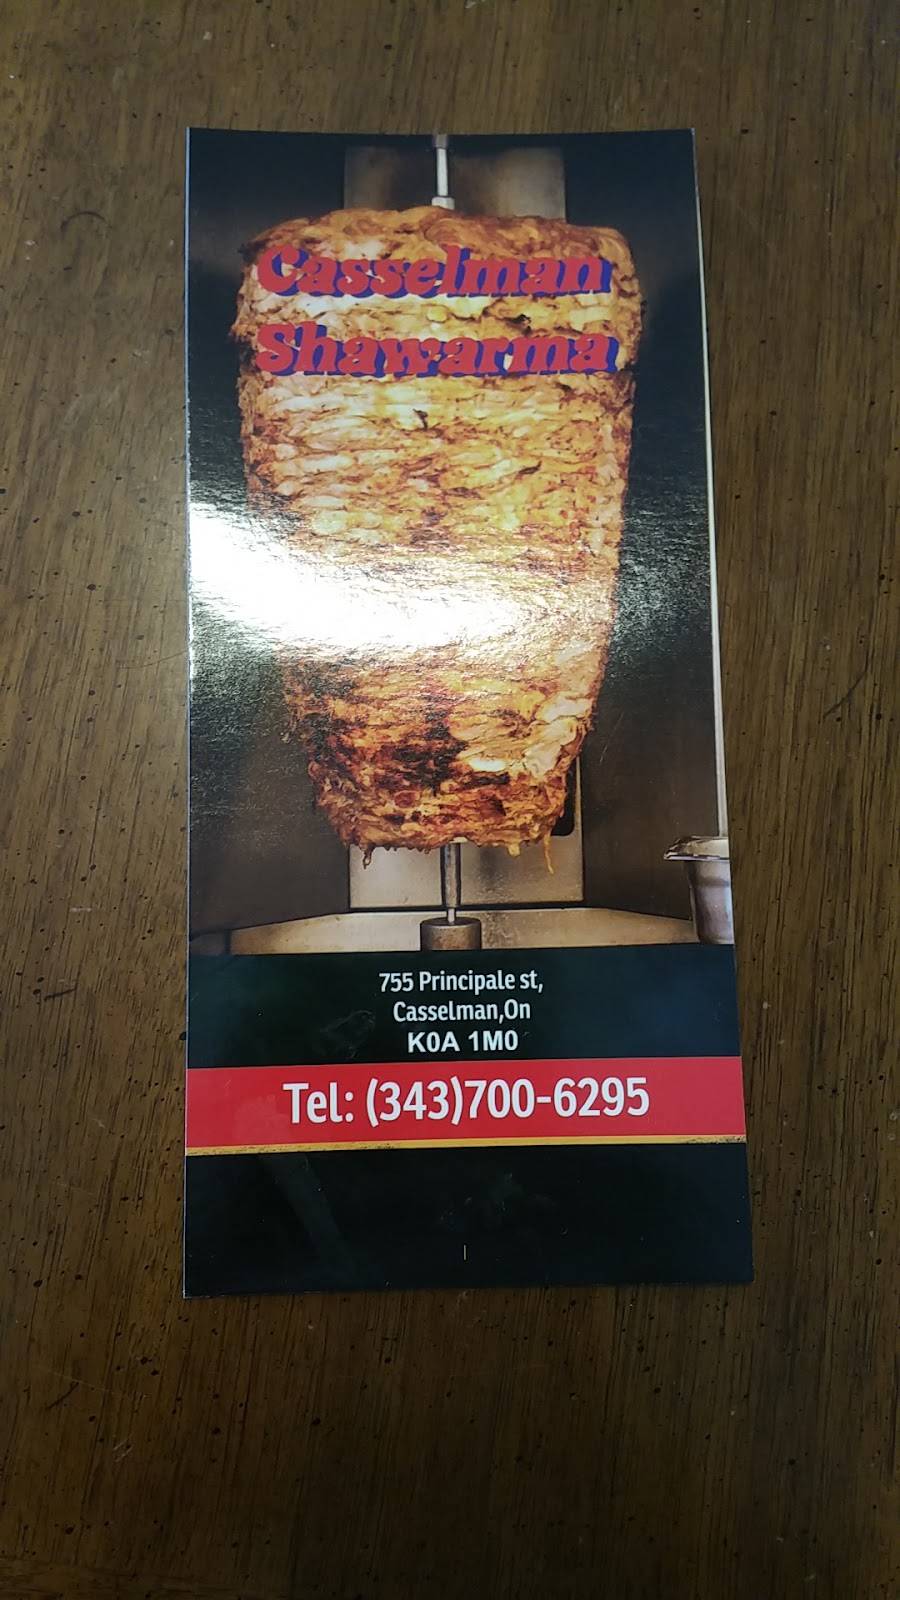 Casselman
Shawarma
755 Principale st,
Casselman,On
K0A 1M0
Tel: (343)700-6295